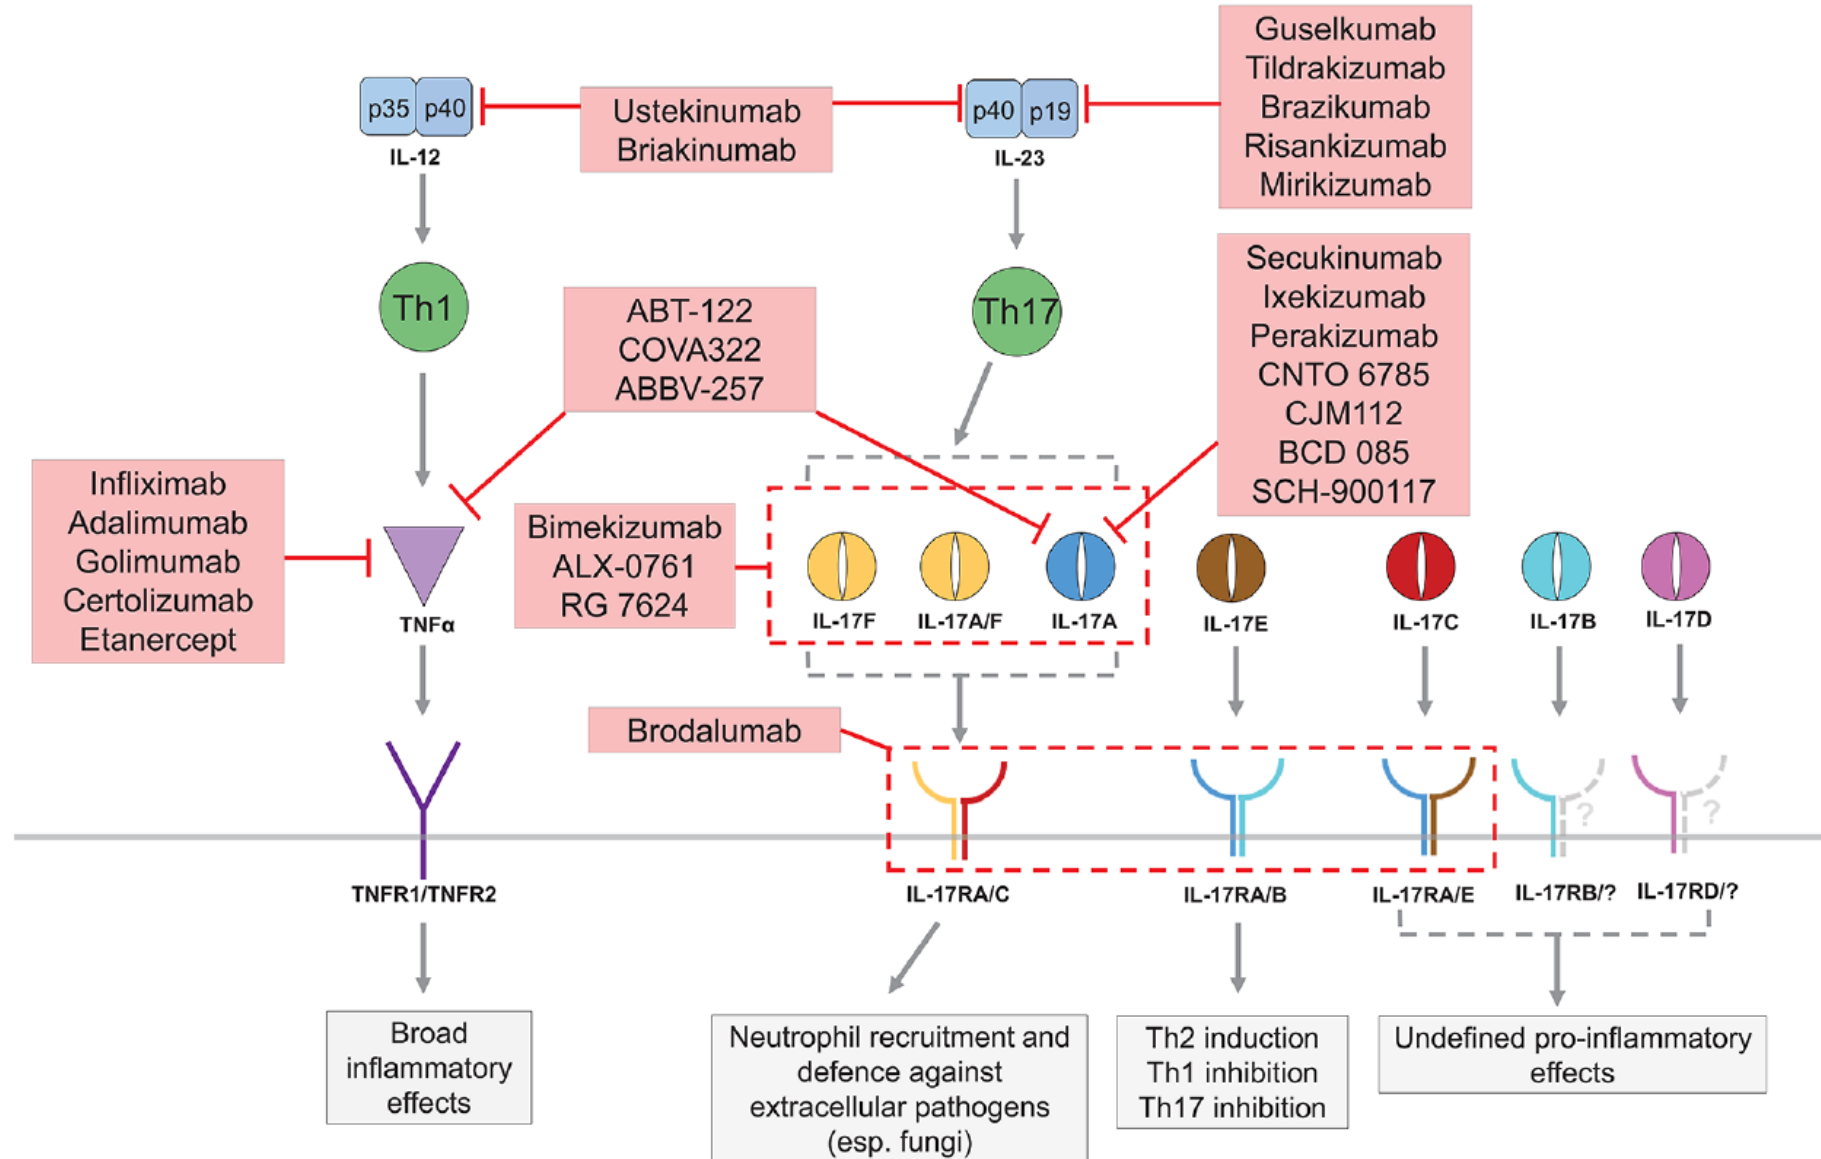 Guselkumab
Tildrakizumab
Brazikumab
Risankizumab
Mirikizumab
p35 p40
Ustekinumab
Briakinumab
p40 p19
IL-12
IL-23
Th1
Th17
ABT-122
COVA322
ABBV-257
Secukinumab
Ixekizumab
Perakizumab
CNTO 6785
CJM112
BCD 085
SCH-900117
Infliximab
Adalimumab
Golimumab
Certolizumab
Etanercept
TNFα
Bimekizumab
ALX-0761
RG 7624
IL-17F
IL-17A/F
IL-17A
IL-17E
IL-17C
IL-17B
IL-17D
Brodalumab
?
?
TNFR1/TNFR2
IL-17RA/C
IL-17RA/B
IL-17RA/E
IL-17RB/?
IL-17RD/?
Broad
inflammatory
effects
Neutrophil recruitment and
defence against
extracellular pathogens
(esp. fungi)
Th2 induction
Th1 inhibition
Th17 inhibition
Undefined pro-inflammatory
effects